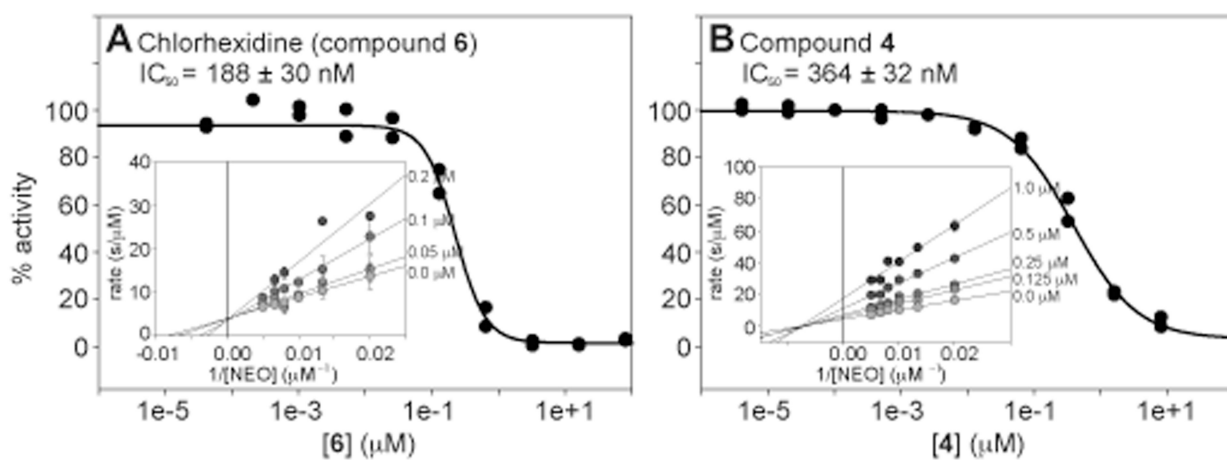 A Chlorhexidine (compound 6)
IC50 = 188 ± 30 nM
% activity
100
80
60
40
20
0
1e-5
1e-3
1e-1
1e+1
[6] (μM)
rate (s/μM)
40
30
20
10
0
-0.01
0.00
0.01
0.02
1/[NEO] (μM⁻¹)
0.1 μM
0.05 μM
0.0 μM
B Compound 4
IC50 = 364 ± 32 nM
100
80
60
40
20
0
1e-5
1e-3
1e-1
1e+1
[4] (μM)
rate (s/μM)
100
80
60
40
20
0
0.00
0.01
0.02
1/[NEO] (μM⁻¹)
1.0 μM
0.5 μM
0.25 μM
0.125 μM
0.0 μM